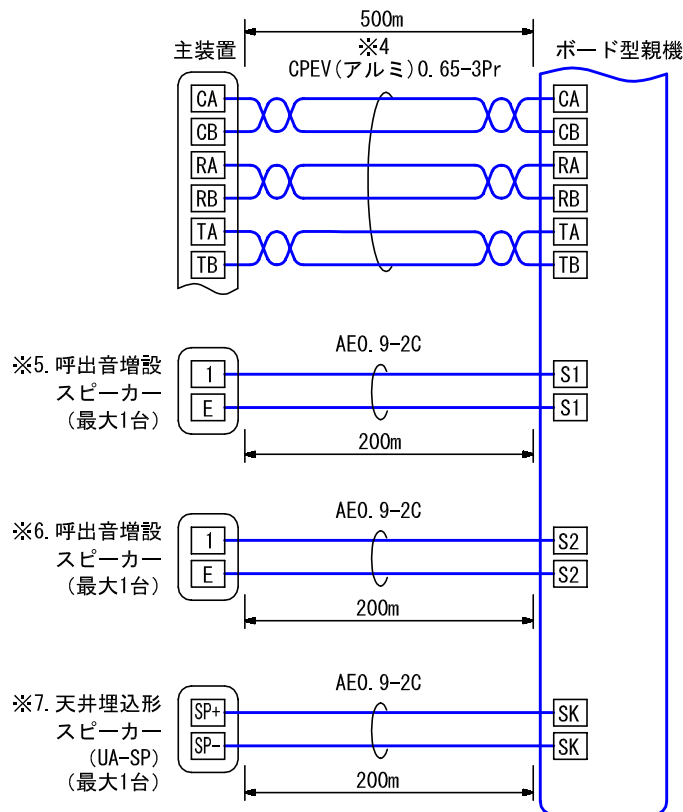 500m
主装置
※4
ボード型親機
CPEV(アルミ)0.65-3Pr
CA
CA
CB
CB
RA
RA
RB
RB
TA
TA
TB
TB
AE0.9-2C
※5. 呼出音増設
スピーカー
(最大1台)
1
S1
E
S1
200m
AE0.9-2C
※6. 呼出音増設
スピーカー
(最大1台)
1
S2
E
S2
200m
AE0.9-2C
※7. 天井埋込形
スピーカー
(UA-SP)
(最大1台)
SP+
SK
SP-
SK
200m